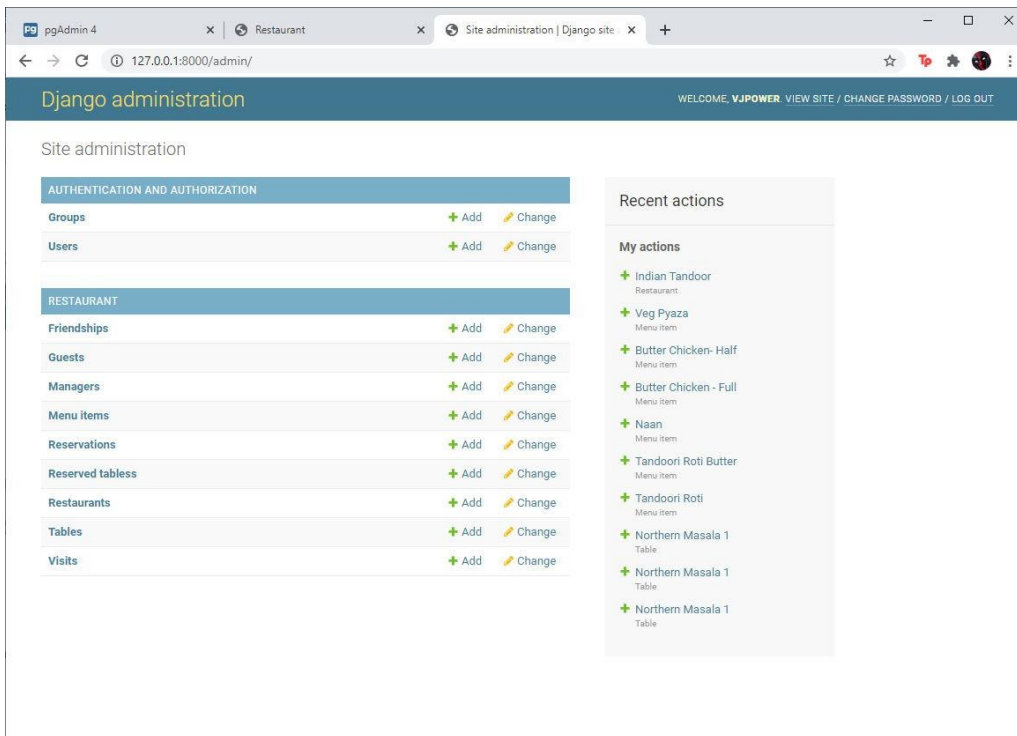 Pg pgAdmin 4 Restaurant Site administration | Django site
127.0.0.1:8000/admin/ Tp
Django administration WELCOME, VJPOWER. VIEW SITE / CHANGE PASSWORD / LOG OUT
Site administration
AUTHENTICATION AND AUTHORIZATION
Groups Add Change
Users Add Change
RESTAURANT
Friendships Add Change
Guests Add Change
Managers Add Change
Menu items Add Change
Reservations Add Change
Reserved tabless Add Change
Restaurants Add Change
Tables Add Change
Visits Add Change
Recent actions
My actions
Indian Tandoor
Restaurant
Veg Pyaza
Menu item
Butter Chicken- Half
Menu item
Butter Chicken - Full
Menu item
Naan
Menu item
Tandoori Roti Butter
Menu item
Tandoori Roti
Menu item
Northern Masala 1
Table
Northern Masala 1
Table
Northern Masala 1
Table